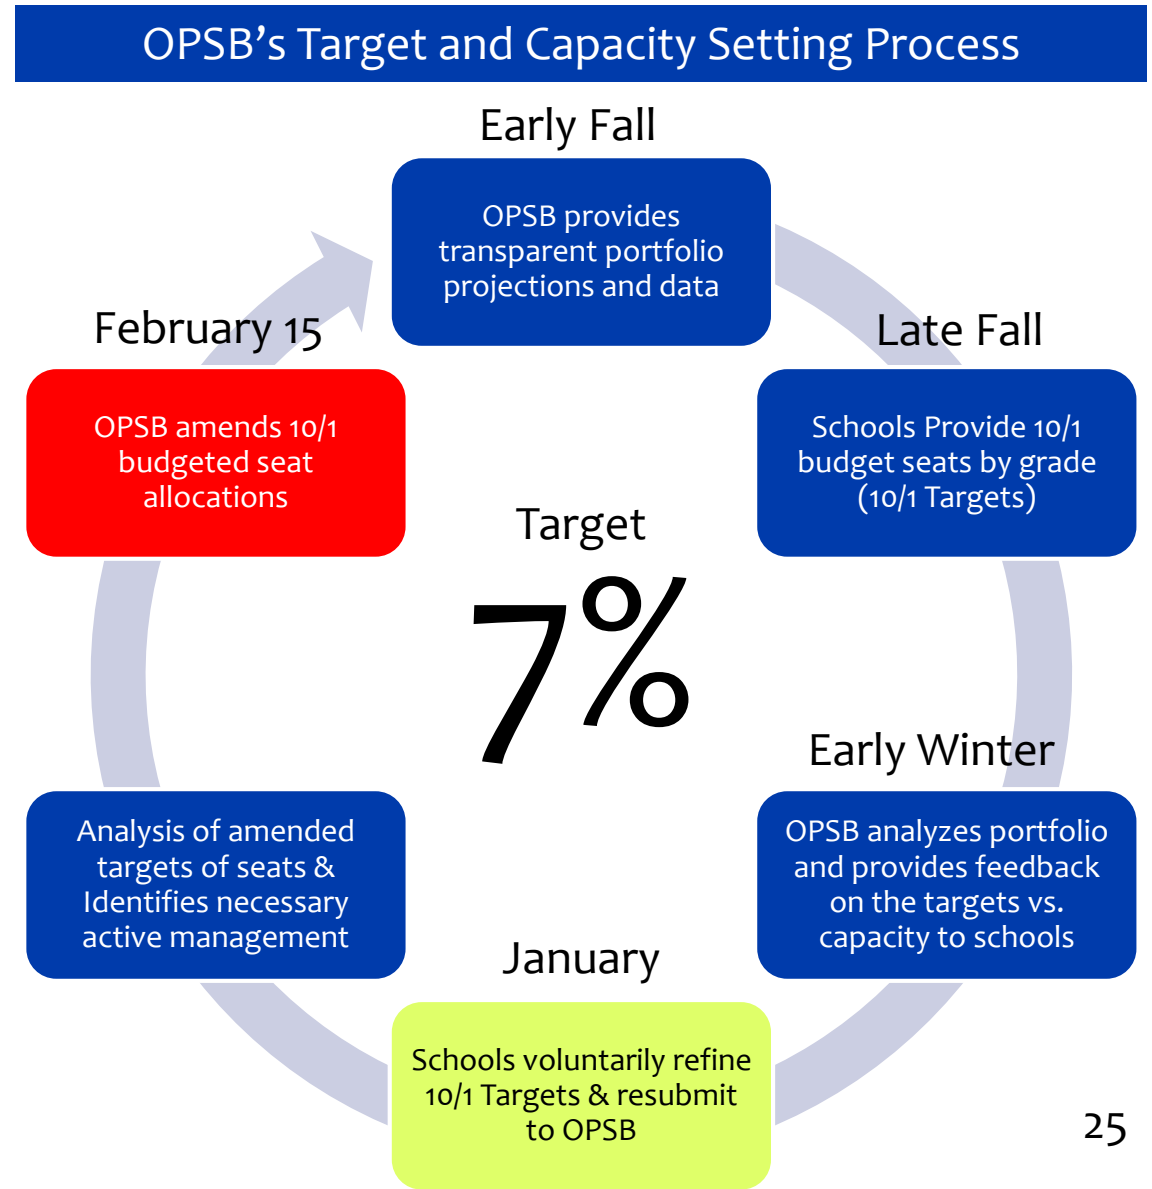 OPSB's Target and Capacity Setting Process
Early Fall
OPSB provides
transparent portfolio
projections and data
Late Fall
Schools Provide 10/1
budget seats by grade
(10/1 Targets)
Early Winter
OPSB analyzes portfolio
and provides feedback
on the targets vs.
capacity to schools
January
Schools voluntarily refine
10/1 Targets & resubmit
to OPSB
Analysis of amended
targets of seats &
Identifies necessary
active management
February 15
OPSB amends 10/1
budgeted seat
allocations
Target
7%
25